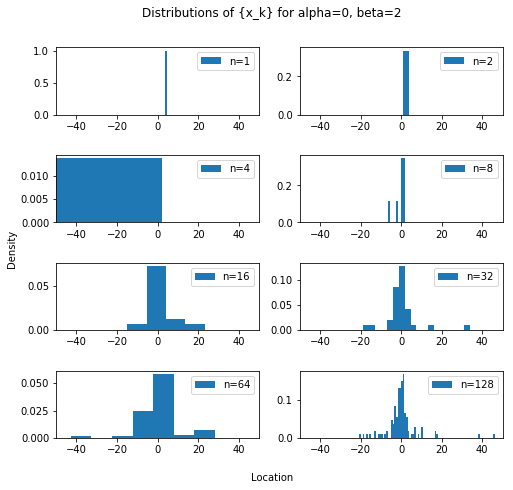 Distributions of {x_k} for alpha=0, beta=2
1.0
0.5
0.0
n=1
−40 −20 0 20 40
0.2
0.0
n=2
−40 −20 0 20 40
0.010
0.005
0.000
n=4
−40 −20 0 20 40
0.2
0.0
n=8
−40 −20 0 20 40
Density
0.05
0.00
n=16
−40 −20 0 20 40
0.10
0.05
0.00
n=32
−40 −20 0 20 40
0.050
0.025
0.000
n=64
−40 −20 0 20 40
0.1
0.0
n=128
−40 −20 0 20 40
Location